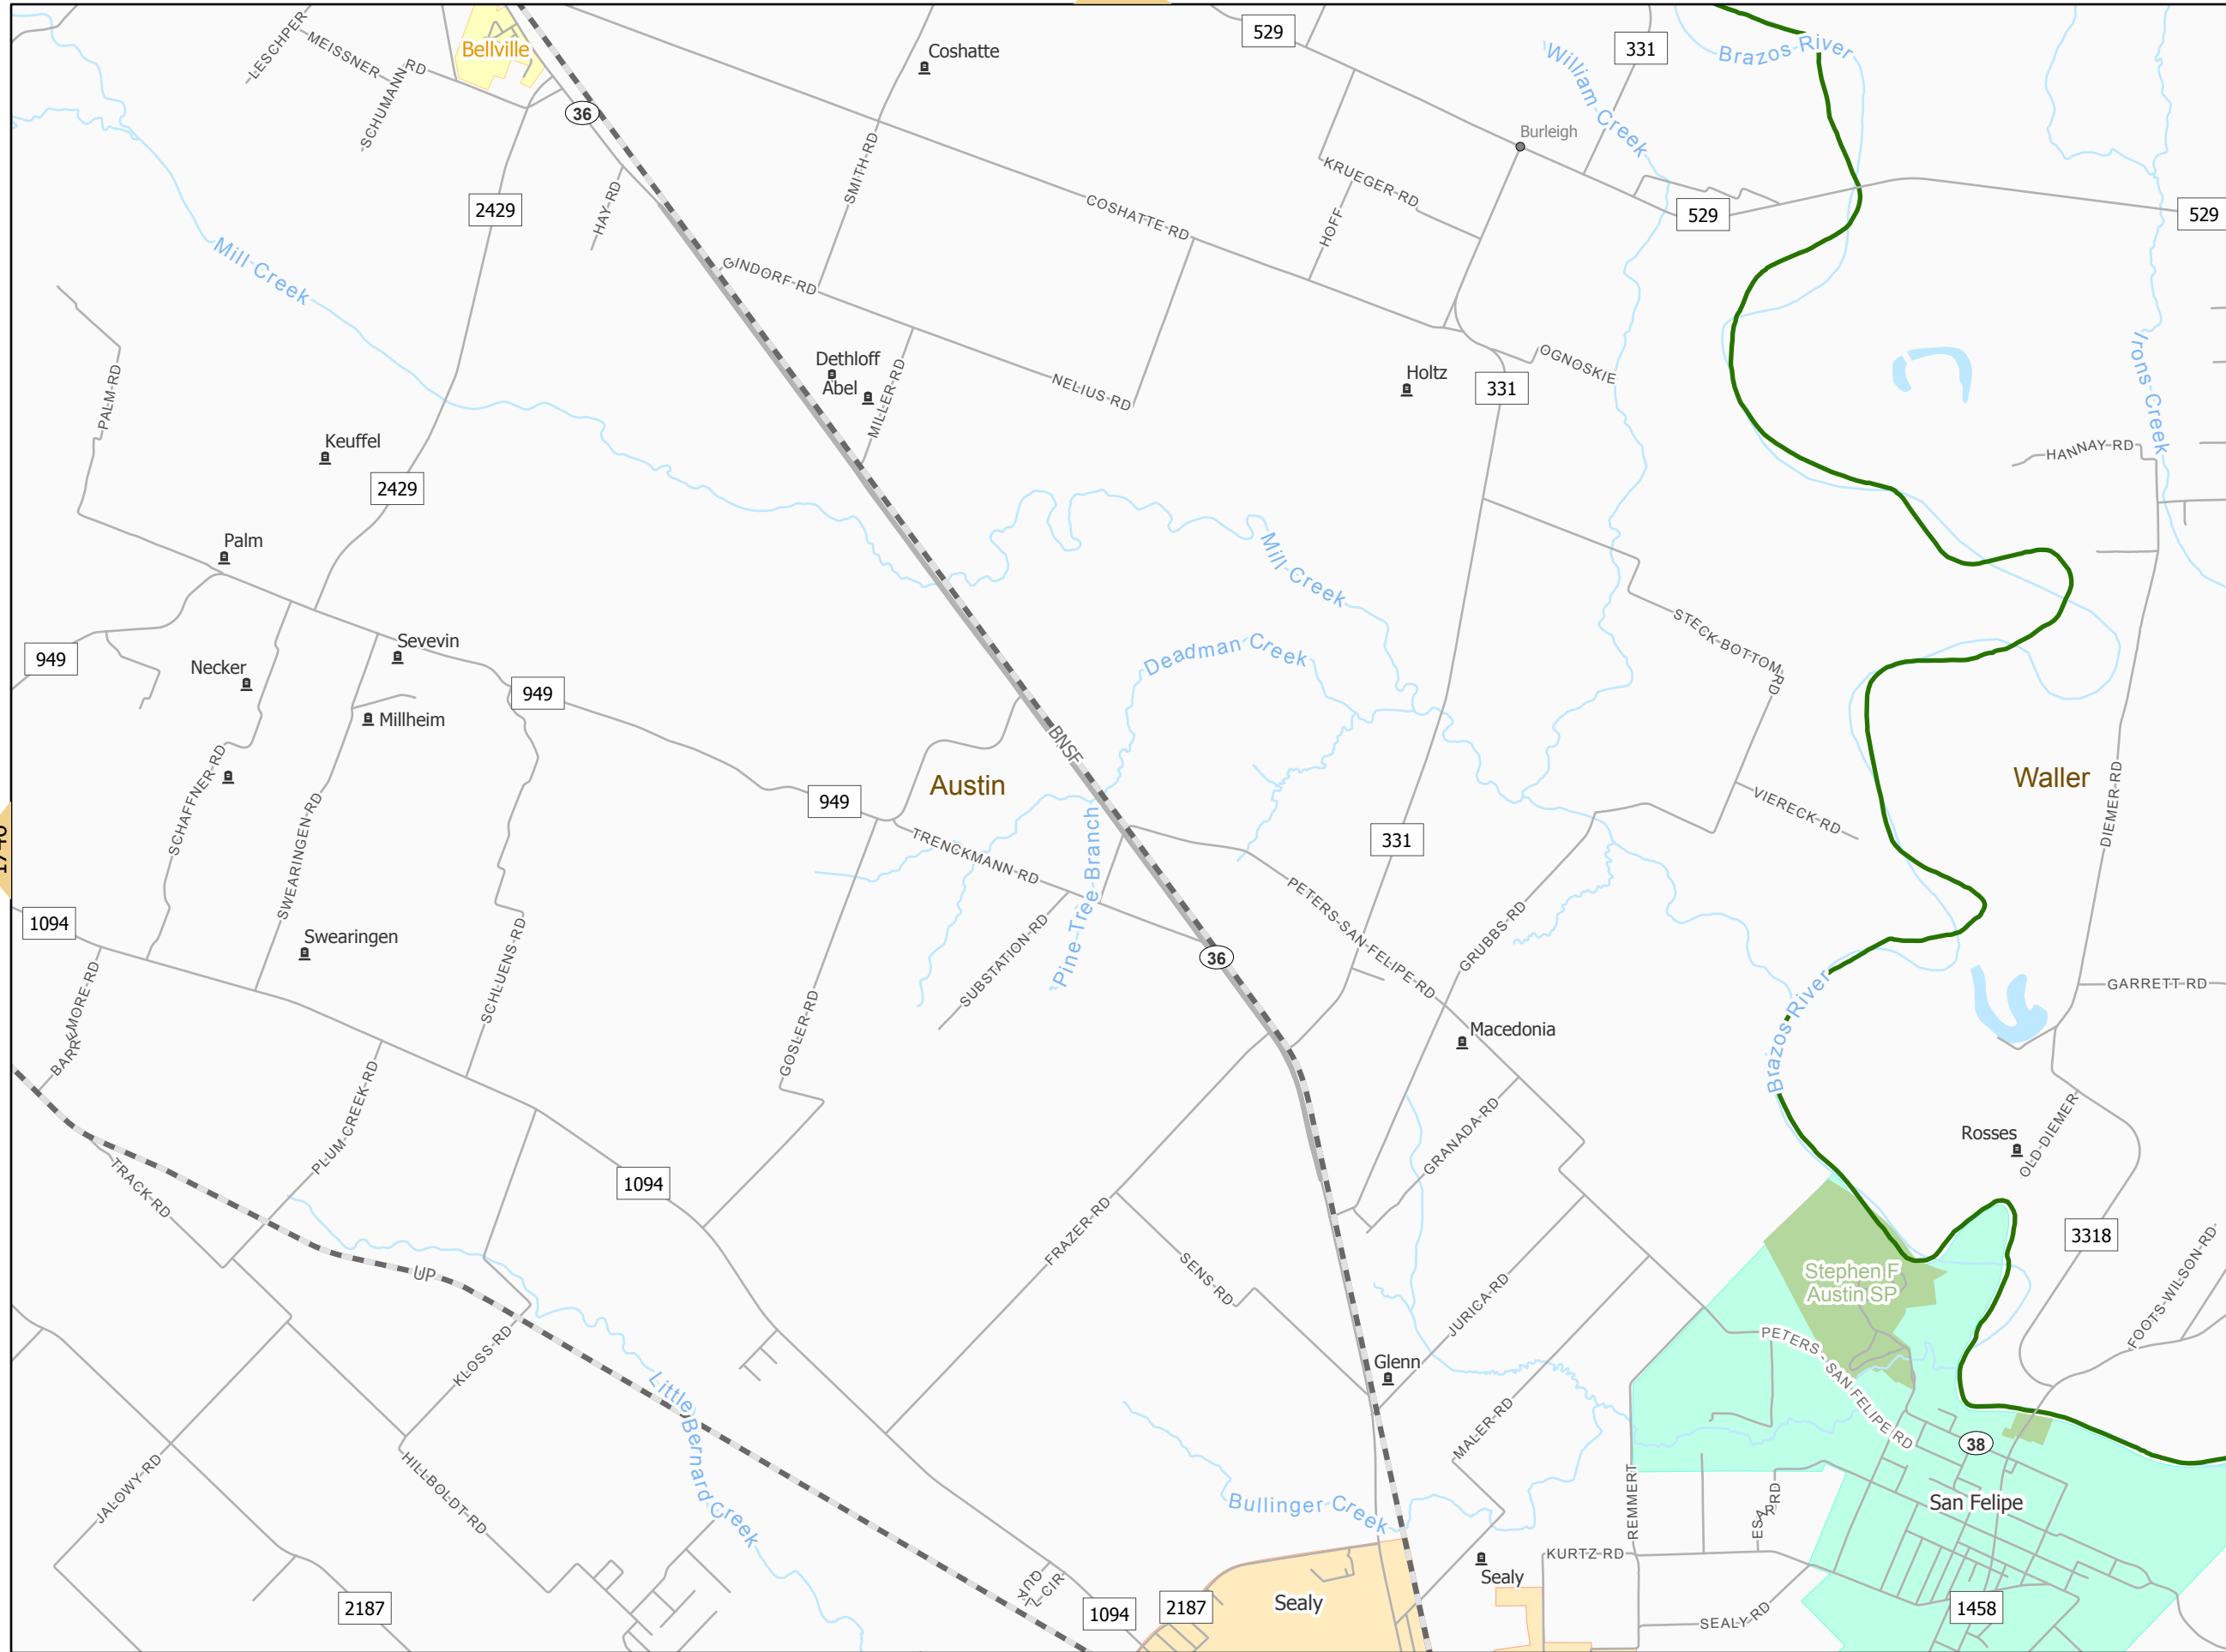 LESCHPER
MEISSNER
RD
SCHUMANN
Bellville
36
Coshatte
529
331
William Creek
Brazos River
Burleigh
2429
HAY-RD
SMITH-RD
COSHATTE-RD
KRUEGER-RD
HOFF
529
529
Mill-Creek
GINDORF-RD
Irons-Creek
PALM-RD
Dethloff
Abel
MILLER-RD
NELIUS-RD
Holtz
331
OGNOSKIE
Keuffel
HANNAY-RD
2429
Palm
Mill-Creek
949
Sevevin
Necker
949
Millheim
Deadman Creek
STECK-BOTTOM-RD
BNSF
Austin
Waller
SCHAFFNER-RD
SWEARINGEN-RD
949
TRENCKMANN-RD
Pine-Tree-Branch
331
VIERECK-RD
DIEMER-RD
PETERS-SAN-FELIPE-RD
1094
Swearingen
SCHLUENS-RD
SUBSTATION-RD
36
GRUBBS-RD
GARRETT-RD
BARREMORE-RD
GOSLER-RD
Macedonia
Brazos River
PLUM-CREEK-RD
GRANADA-RD
Rosses
OLD-DIEMER
TRACK-RD
1094
FRAZER-RD
3318
UP
SENS-RD
JURICA-RD
Stephen F
Austin SP
FOOTS-WILSON-RD
KLOSS-RD
Glenn
PETERS - SAN FELIPE RD
Little Bernard Creek
MALER-RD
38
JALOWY-RD
HILLBOLDT-RD
Bullinger-Creek
REMMERT
San Felipe
KURTZ-RD
Sealy
2187
1094
2187
Sealy
SEALY-RD
1458